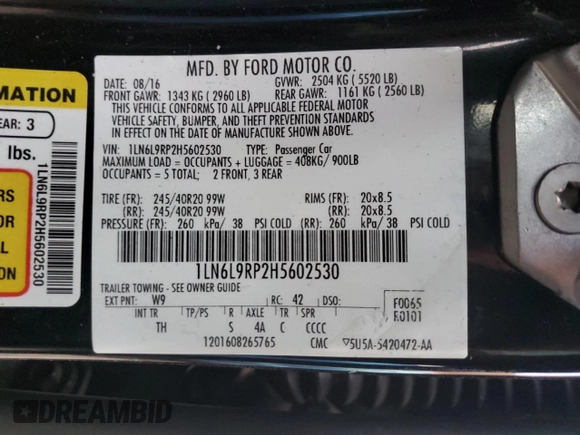 MFD. BY FORD MOTOR CO.
DATE: 08/16 GVWR: 2504 KG ( 5520 LB)
FRONT GAWR: 1343 KG ( 2960 LB) REAR GAWR: 1161 KG ( 2560 LB)
THIS VEHICLE CONFORMS TO ALL APPLICABLE FEDERAL MOTOR
VEHICLE SAFETY, BUMPER, AND THEFT PREVENTION STANDARDS
IN EFFECT ON THE DATE OF MANUFACTURE SHOWN ABOVE.
VIN: 1LN6L9RP2H5602530 TYPE: Passenger Car
MAXIMUM LOAD = OCCUPANTS + LUGGAGE = 408KG/ 900LB
OCCUPANTS = 5 TOTAL; 2 FRONT, 3 REAR
TIRE (FR): 245/40R20 99W RIMS (FR): 20x8.5
(RR): 245/40R20 99W (RR): 20x8.5
PRESSURE (FR): 260 kPa/ 38 PSI COLD (RR): 260 kPa/ 38 PSI COLD
1LN6L9RP2H5602530
TRAILER TOWING - SEE OWNER GUIDE
EXT PNT: W9 RC: 42 DSO: F0065
INT TR TP/PS R AXLE TR SPR R0101
TH S 4A C CCCC
1201608265765 CMC 5U5A-5420472-AA
MATION
EAR: 3
lbs.
RS
OR
1LN6L9RP2H5602530
DREAMBID